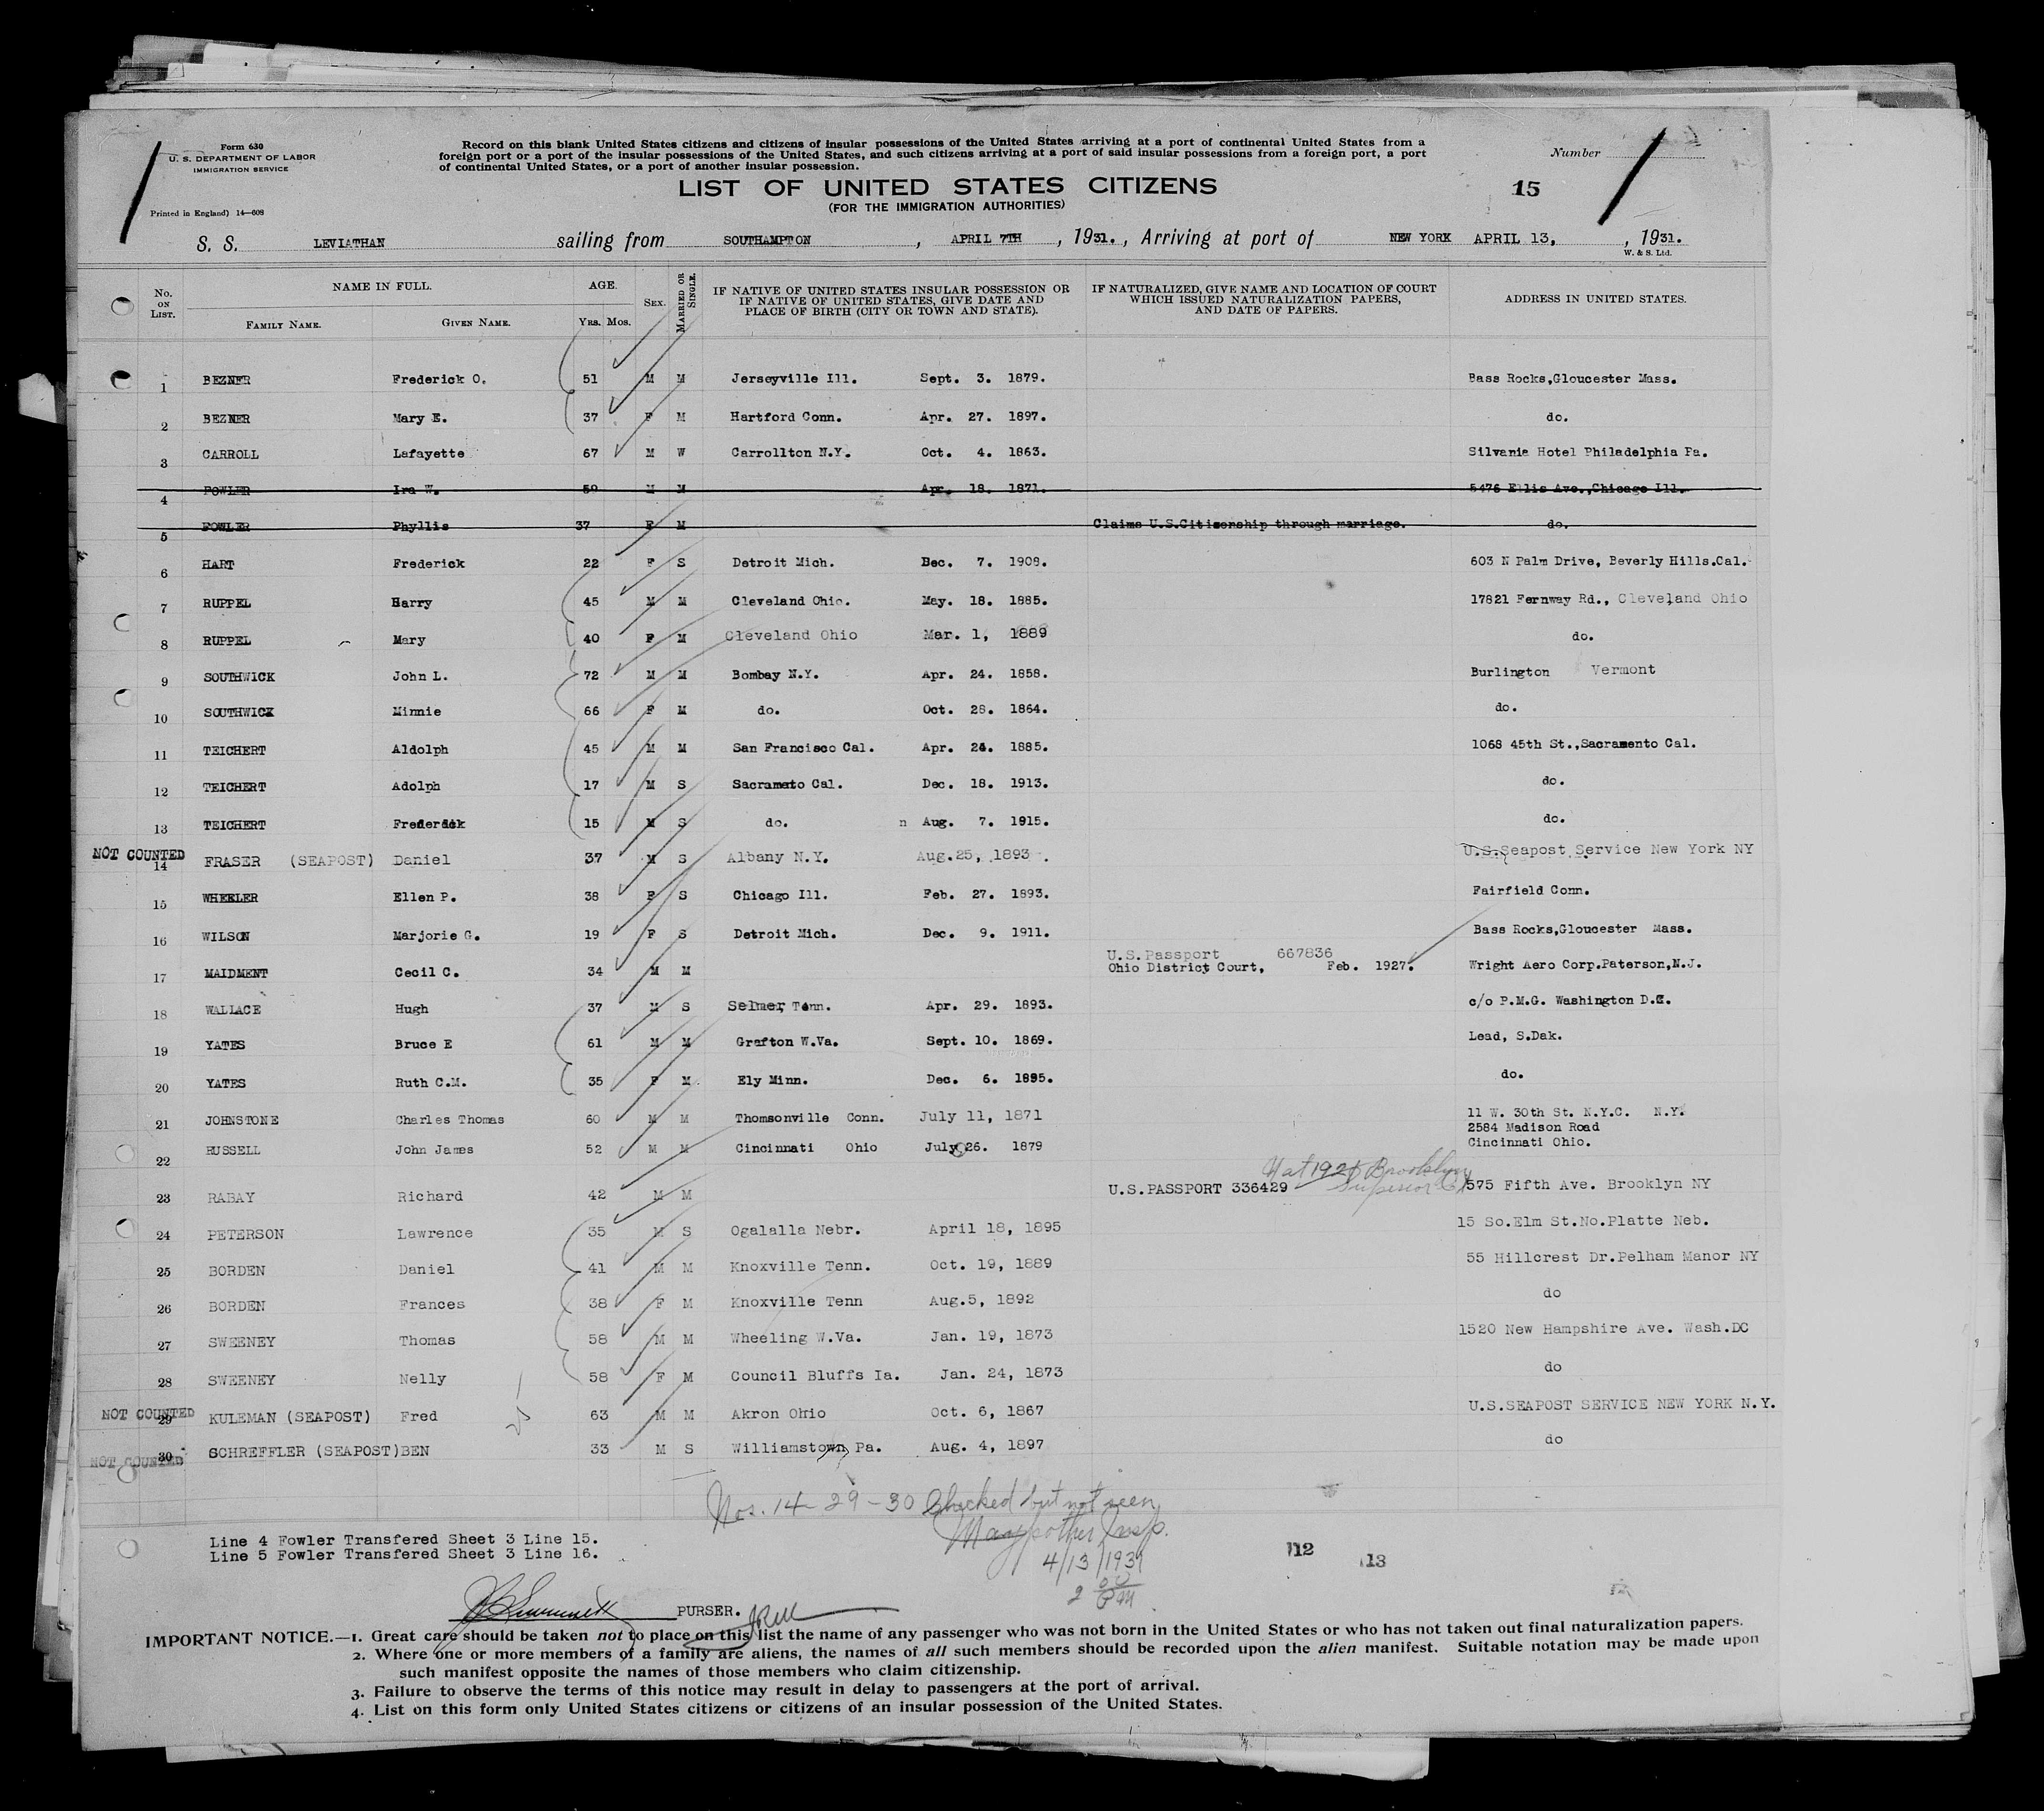 Form 630
U. S. DEPARTMENT OF LABOR
IMMIGRATION SERVICE
Printed in England) 14—608
Record on this blank United States citizens and citizens of insular possessions of the United States arriving at a port of continental United States from a
foreign port or a port of the insular possessions of the United States, and such citizens arriving at a port of said insular possessions from a foreign port, a port
of continental United States, or a port of another insular possession.
Number
LIST OF UNITED STATES CITIZENS 15
(FOR THE IMMIGRATION AUTHORITIES)
S. S. LEVIATHAN sailing from SOUTHAMPTON , APRIL 7TH , 1931. , Arriving at port of NEW YORK APRIL 13, , 1931.
W. & S. Ltd.
No. ON LIST. NAME IN FULL. FAMILY NAME. GIVEN NAME. AGE. YRS. MOS. SEX. MARRIED OR SINGLE. IF NATIVE OF UNITED STATES INSULAR POSSESSION OR IF NATIVE OF UNITED STATES, GIVE DATE AND PLACE OF BIRTH (CITY OR TOWN AND STATE). IF NATURALIZED, GIVE NAME AND LOCATION OF COURT WHICH ISSUED NATURALIZATION PAPERS, AND DATE OF PAPERS. ADDRESS IN UNITED STATES.
1 BEZNER Frederick O. 51 M M Jerseyville Ill. Sept. 3. 1879. Bass Rocks,Gloucester Mass.
2 BEZNER Mary E. 37 F M Hartford Conn. Apr. 27. 1897. do.
3 CARROLL Lafayette 67 M W Carrollton N.Y. Oct. 4. 1863. Silvania Hotel Philadelphia Pa.
4 FOWLER Ira W. 59 M M Apr. 18. 1871. 5476 Ellis Ave.,Chicago Ill.
5 FOWLER Phyllis 37 F M Claims U.S.Citizenship through marriage. do.
6 HART Frederick 22 F S Detroit Mich. Dec. 7. 1908. 603 N Palm Drive, Beverly Hills.Cal.
7 RUPPEL Harry 45 M M Cleveland Ohio. May. 18. 1885. 17821 Fernway Rd., Cleveland Ohio
8 RUPPEL Mary 40 F M Cleveland Ohio Mar. 1, 1889 do.
9 SOUTHWICK John L. 72 M M Bombay N.Y. Apr. 24. 1858. Burlington Vermont
10 SOUTHWICK Minnie 66 F M do. Oct. 28. 1864. do.
11 TEICHERT Aldolph 45 M M San Francisco Cal. Apr. 24. 1885. 1068 45th St.,Sacramento Cal.
12 TEICHERT Adolph 17 M S Sacramato Cal. Dec. 18. 1913. do.
13 TEICHERT Frederick 15 M S do. n Aug. 7. 1915. do.
NOT COUNTED 14 FRASER (SEAPOST) Daniel 37 M S Albany N.Y. Aug.25, 1893. U.S.Seapost Service New York NY
15 WHEELER Ellen P. 38 F S Chicago Ill. Feb. 27. 1893. Fairfield Conn.
16 WILSON Marjorie G. 19 F S Detroit Mich. Dec. 9. 1911. Bass Rocks,Gloucester Mass.
U.S.Passport 667836
17 MAIDMENT Cecil C. 34 M M Ohio District Court, Feb. 1927. Wright Aero Corp.Paterson,N.J.
18 WALLACE Hugh 37 M S Selmer Tenn. Apr. 29. 1893. c/o P.M.G. Washington D.C.
19 YATES Bruce E 61 M M Grafton W.Va. Sept. 10. 1869. Lead, S.Dak.
20 YATES Ruth C.M. 35 F M Ely Minn. Dec. 6. 1895. do.
21 JOHNSTONE Charles Thomas 60 M M Thomsonville Conn. July 11, 1871 11 W. 30th St. N.Y.C. N.Y.
2584 Madison Road
22 RUSSELL John James 52 M M Cincinnati Ohio July 26. 1879 Cincinnati Ohio.
Nat 1921 Brooklyn
Superior Ct
23 RABAY Richard 42 M M U.S.PASSPORT 336429 575 Fifth Ave. Brooklyn NY
24 PETERSON Lawrence 35 M S Ogalalla Nebr. April 18, 1895 15 So.Elm St.No.Platte Neb.
25 BORDEN Daniel 41 M M Knoxville Tenn. Oct. 19, 1889 55 Hillcrest Dr.Pelham Manor NY
26 BORDEN Frances 38 F M Knoxville Tenn Aug.5, 1892 do
27 SWEENEY Thomas 58 M M Wheeling W.Va. Jan. 19, 1873 1520 New Hampshire Ave. Wash.DC
28 SWEENEY Nelly 58 F M Council Bluffs Ia. Jan. 24, 1873 do
NOT COUNTED 29 KULEMAN (SEAPOST) Fred 63 M M Akron Ohio Oct. 6, 1867 U.S.SEAPOST SERVICE NEW YORK N.Y.
NOT COUNTED 30 SCHREFFLER (SEAPOST)BEN 33 M S Williamstown Pa. Aug. 4, 1897 do
Nos. 14-29-30 Checked but not seen
Insp.
4/13/1931
2 00 PM
Line 4 Fowler Transfered Sheet 3 Line 15.
Line 5 Fowler Transfered Sheet 3 Line 16.
112 113
PURSER.
IMPORTANT NOTICE.—1. Great care should be taken not to place on this list the name of any passenger who was not born in the United States or who has not taken out final naturalization papers.
2. Where one or more members of a family are aliens, the names of all such members should be recorded upon the alien manifest. Suitable notation may be made upon
such manifest opposite the names of those members who claim citizenship.
3. Failure to observe the terms of this notice may result in delay to passengers at the port of arrival.
4. List on this form only United States citizens or citizens of an insular possession of the United States.